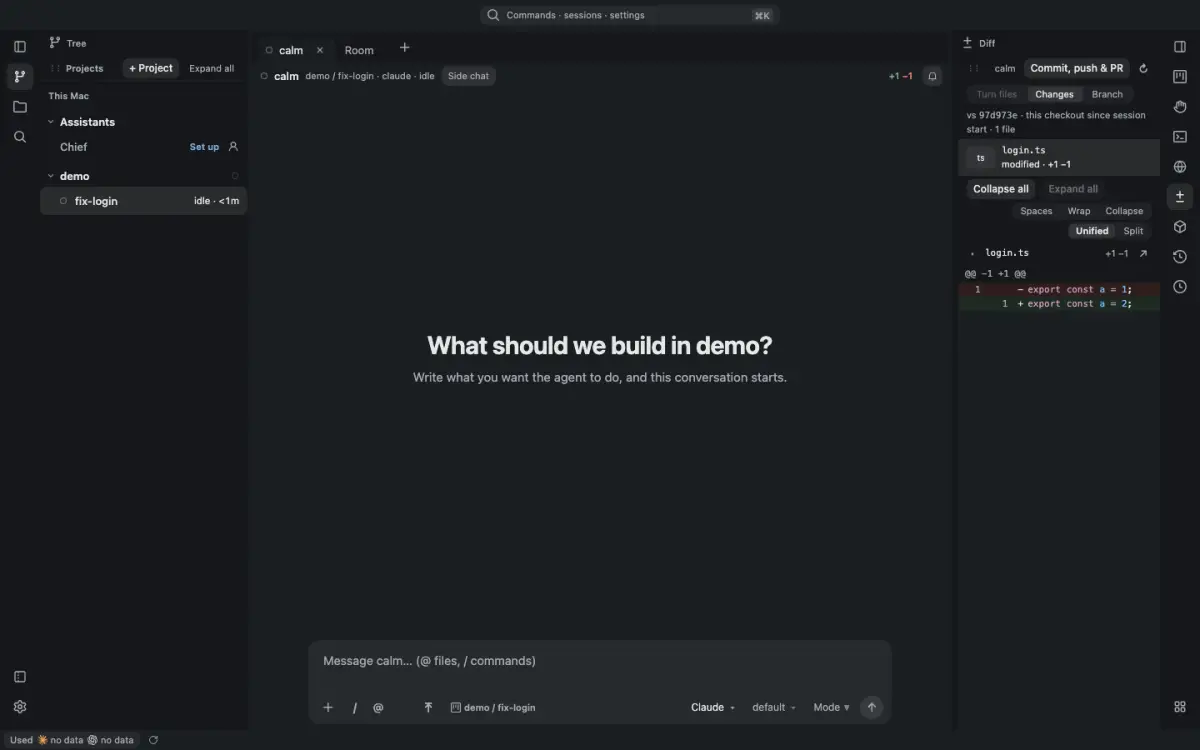 Commands · sessions · settings ⌘K
Tree
Projects + Project Expand all
This Mac
Assistants
Chief Set up
demo
fix-login idle · <1m
calm × Room +
calm demo / fix-login · claude · idle Side chat +1 −1
What should we build in demo?
Write what you want the agent to do, and this conversation starts.
Message calm... (@ files, / commands)
+ / @ demo / fix-login Claude default Mode
Diff
calm Commit, push & PR
Turn files Changes Branch
vs 97d973e · this checkout since session
start · 1 file
ts login.ts
modified · +1 −1
Collapse all Expand all
Spaces Wrap Collapse
Unified Split
login.ts +1 −1
@@ −1 +1 @@
1 − export const a = 1;
1 + export const a = 2;
Used no data no data